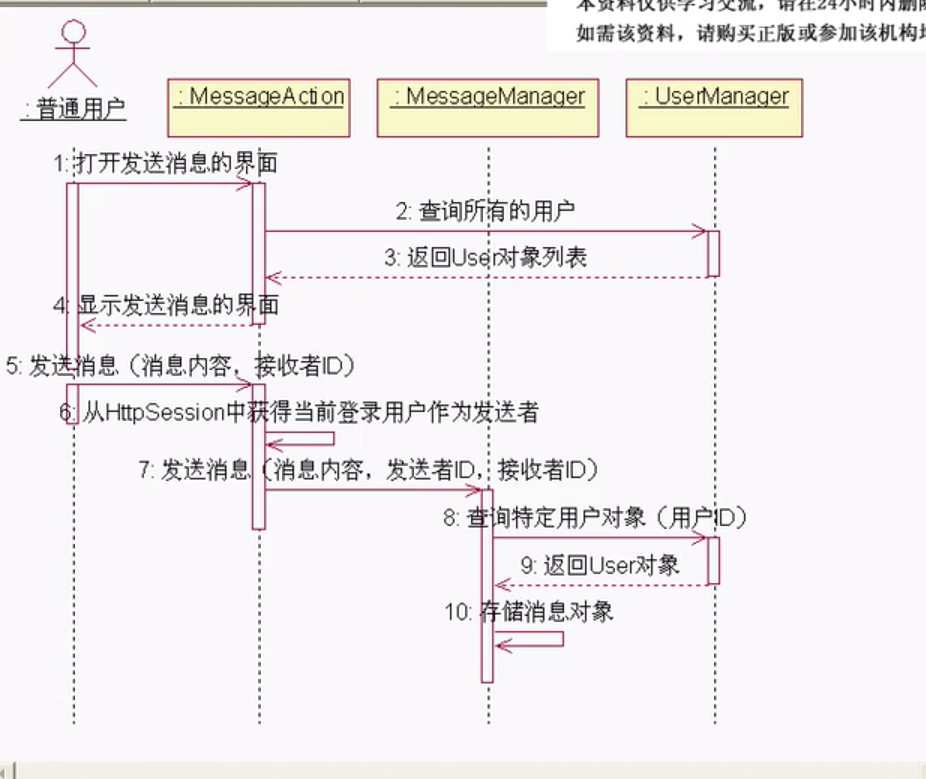 本资料仅供学习交流，请在24小时内删除
如需该资料，请购买正版或参加该机构
: 普通用户
: MessageAction
: MessageManager
: UserManager
1: 打开发送消息的界面
2: 查询所有的用户
3: 返回User对象列表
4: 显示发送消息的界面
5: 发送消息（消息内容，接收者ID）
6: 从HttpSession中获得当前登录用户作为发送者
7: 发送消息（消息内容，发送者ID，接收者ID）
8: 查询特定用户对象（用户ID）
9: 返回User对象
10: 存储消息对象